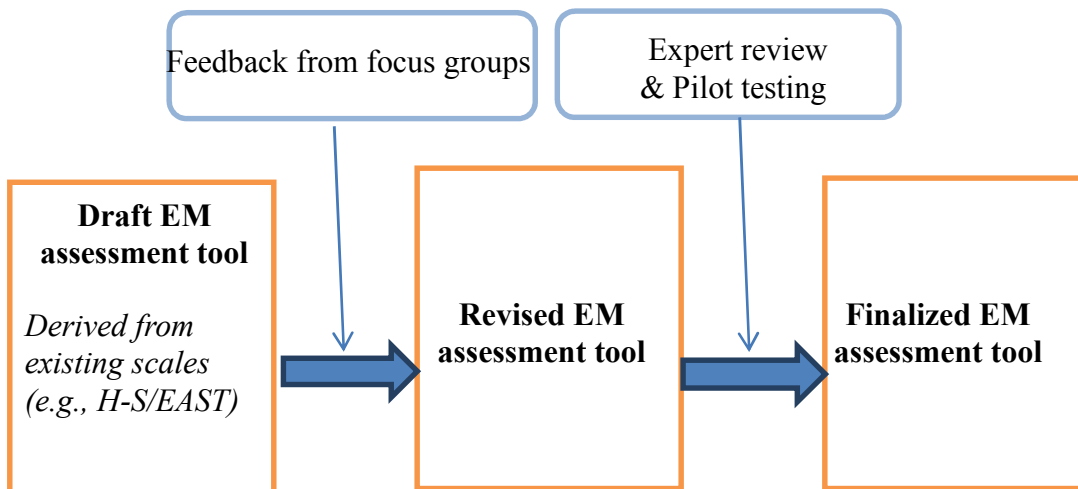 Feedback from focus groups
Expert review
& Pilot testing
Draft EM
assessment tool
Derived from
existing scales
(e.g., H-S/EAST)
Revised EM
assessment tool
Finalized EM
assessment tool